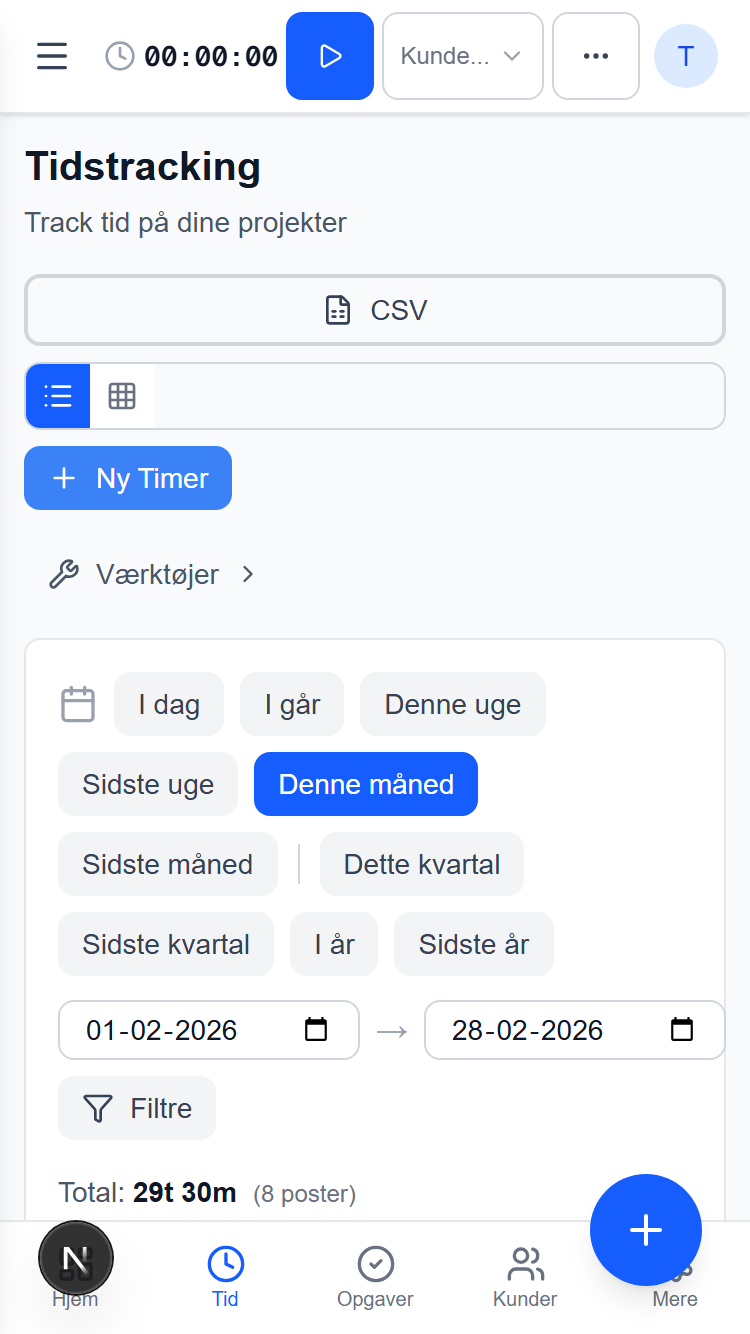 00:00:00 Kunde... T
Tidstracking
Track tid på dine projekter
CSV
Ny Timer
Værktøjer
I dag I går Denne uge
Sidste uge Denne måned
Sidste måned Dette kvartal
Sidste kvartal I år Sidste år
01-02-2026 → 28-02-2026
Filtre
Total: 29t 30m (8 poster)
N
Hjem Tid Opgaver Kunder Mere